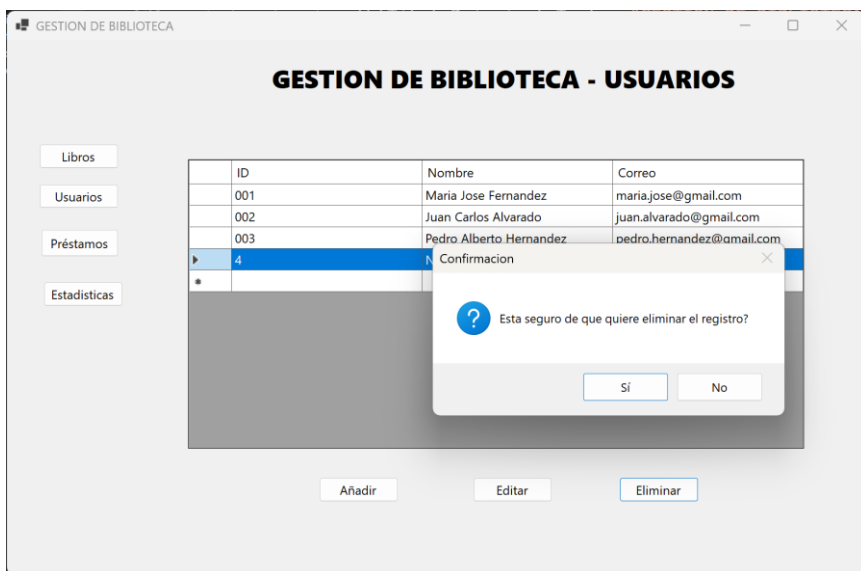 GESTION DE BIBLIOTECA
GESTION DE BIBLIOTECA - USUARIOS
Libros
Usuarios
Préstamos
Estadisticas
ID Nombre Correo
001 Maria Jose Fernandez maria.jose@gmail.com
002 Juan Carlos Alvarado juan.alvarado@gmail.com
003 Pedro Alberto Hernandez pedro.hernandez@gmail.com
4
Confirmacion
Esta seguro de que quiere eliminar el registro?
Sí No
Añadir Editar Eliminar